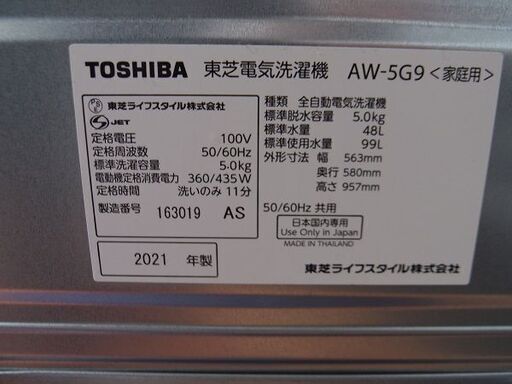 TOSHIBA 東芝電気洗濯機 AW-5G9<家庭用>
東芝ライフスタイル株式会社
JET
定格電圧 100V
定格周波数 50/60Hz
標準洗濯容量 5.0kg
電動機定格消費電力 360/435W
定格時間 洗いのみ 11分
製造番号 163019 AS
2021 年製
種類 全自動電気洗濯機
標準脱水容量 5.0kg
標準水量 48L
標準使用水量 99L
外形寸法 幅 563mm
奥行 580mm
高さ 957mm
50/60Hz 共用
日本国内専用
Use Only in Japan
MADE IN THAILAND
東芝ライフスタイル株式会社